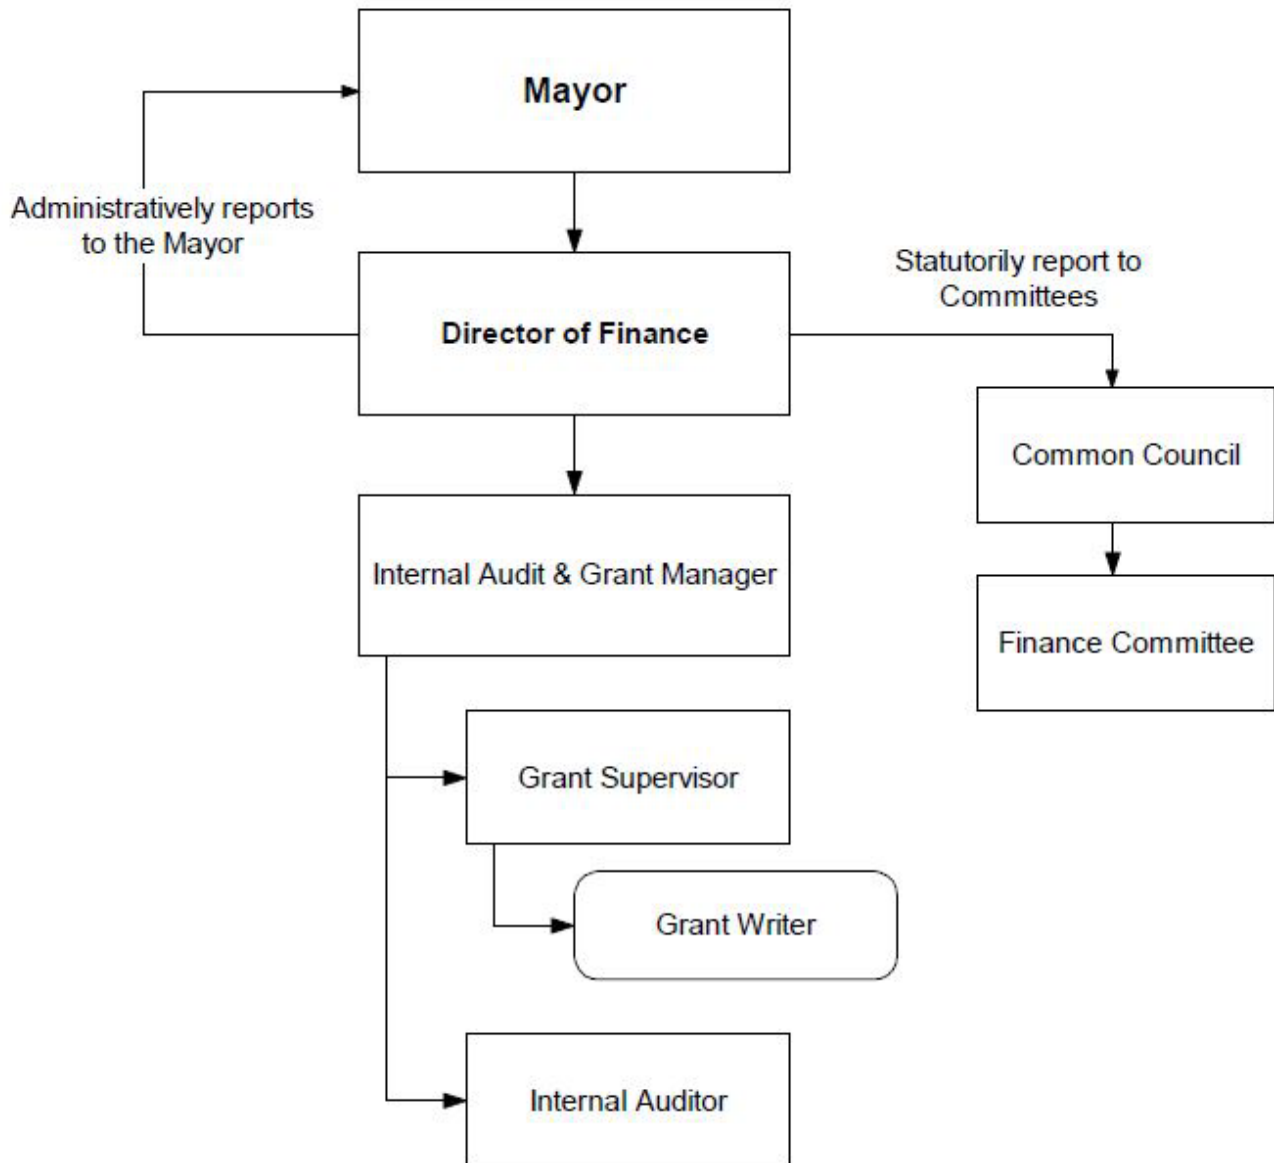 Mayor
Administratively reports
to the Mayor
Statutorily report to
Committees
Director of Finance
Common Council
Internal Audit & Grant Manager
Finance Committee
Grant Supervisor
Grant Writer
Internal Auditor